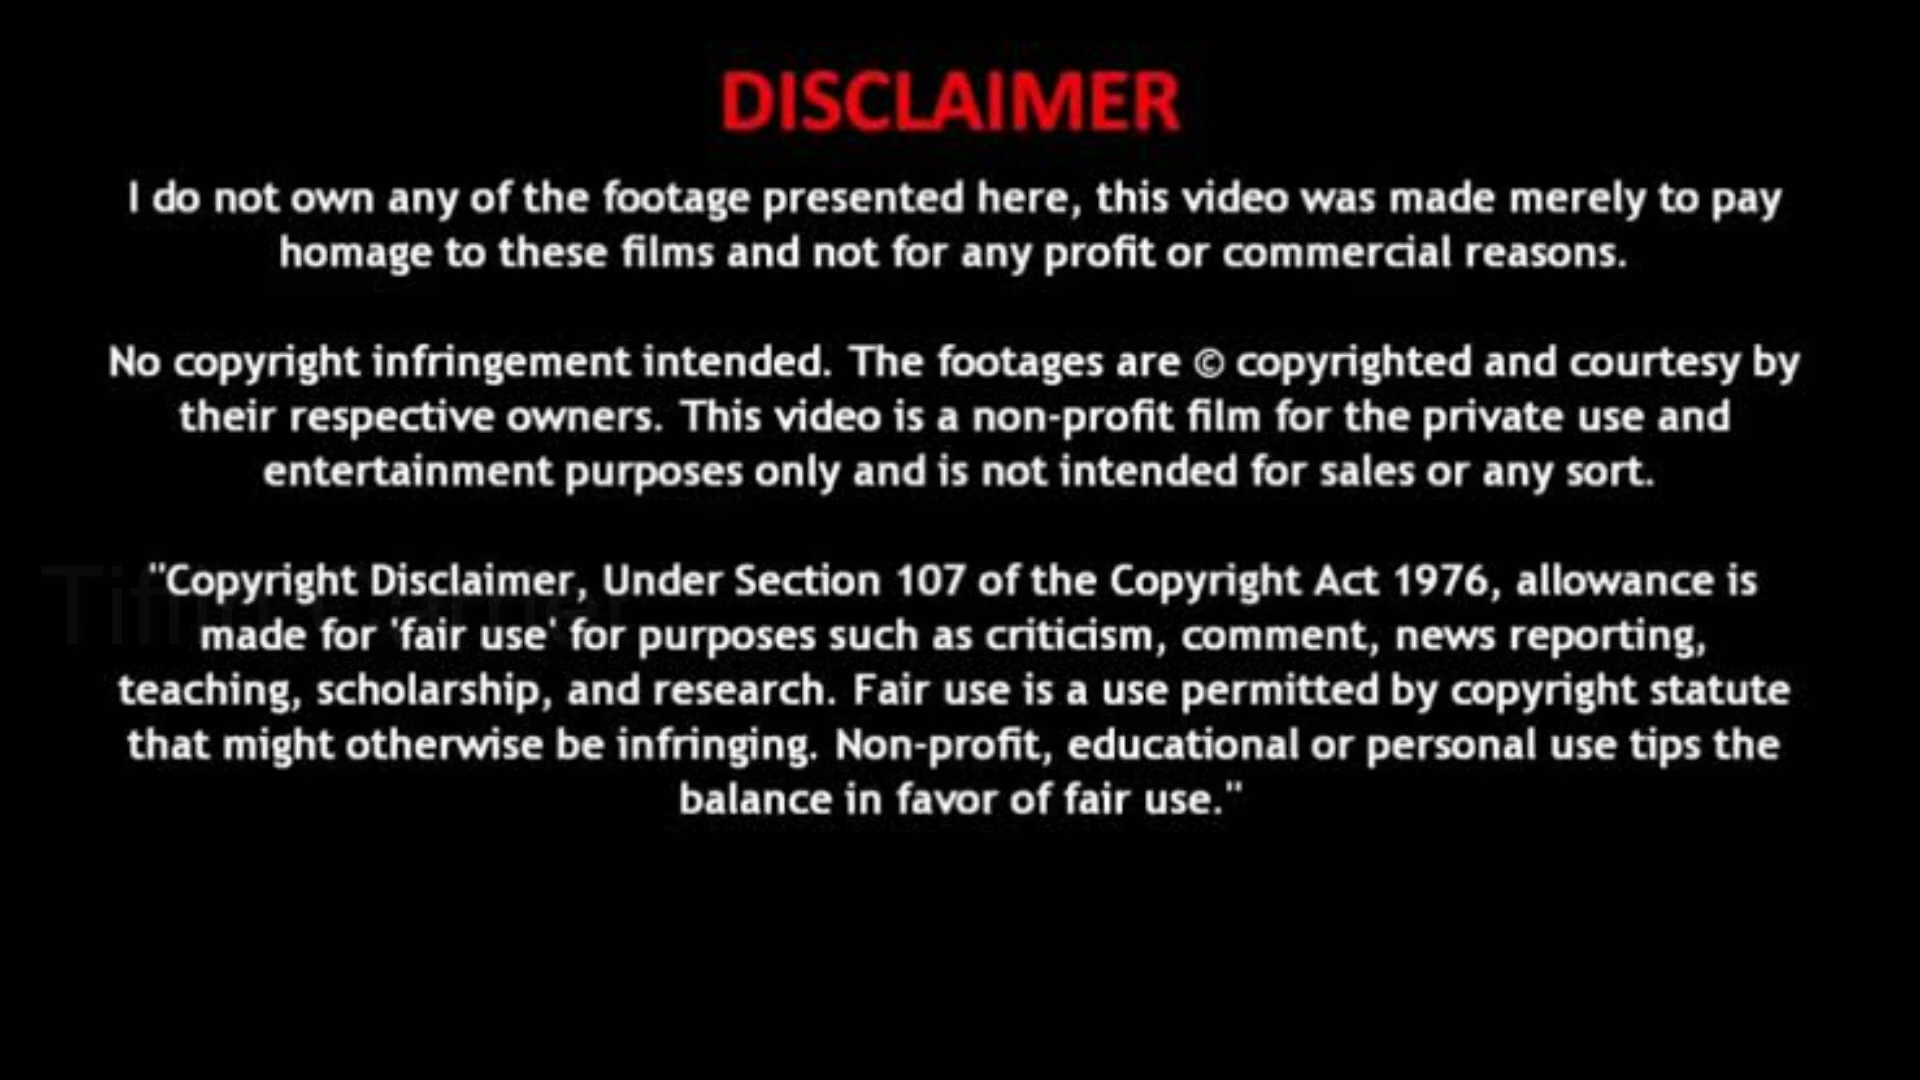 DISCLAIMER
I do not own any of the footage presented here, this video was made merely to pay
homage to these films and not for any profit or commercial reasons.
No copyright infringement intended. The footages are © copyrighted and courtesy by
their respective owners. This video is a non-profit film for the private use and
entertainment purposes only and is not intended for sales or any sort.
"Copyright Disclaimer, Under Section 107 of the Copyright Act 1976, allowance is
made for 'fair use' for purposes such as criticism, comment, news reporting,
teaching, scholarship, and research. Fair use is a use permitted by copyright statute
that might otherwise be infringing. Non-profit, educational or personal use tips the
balance in favor of fair use."